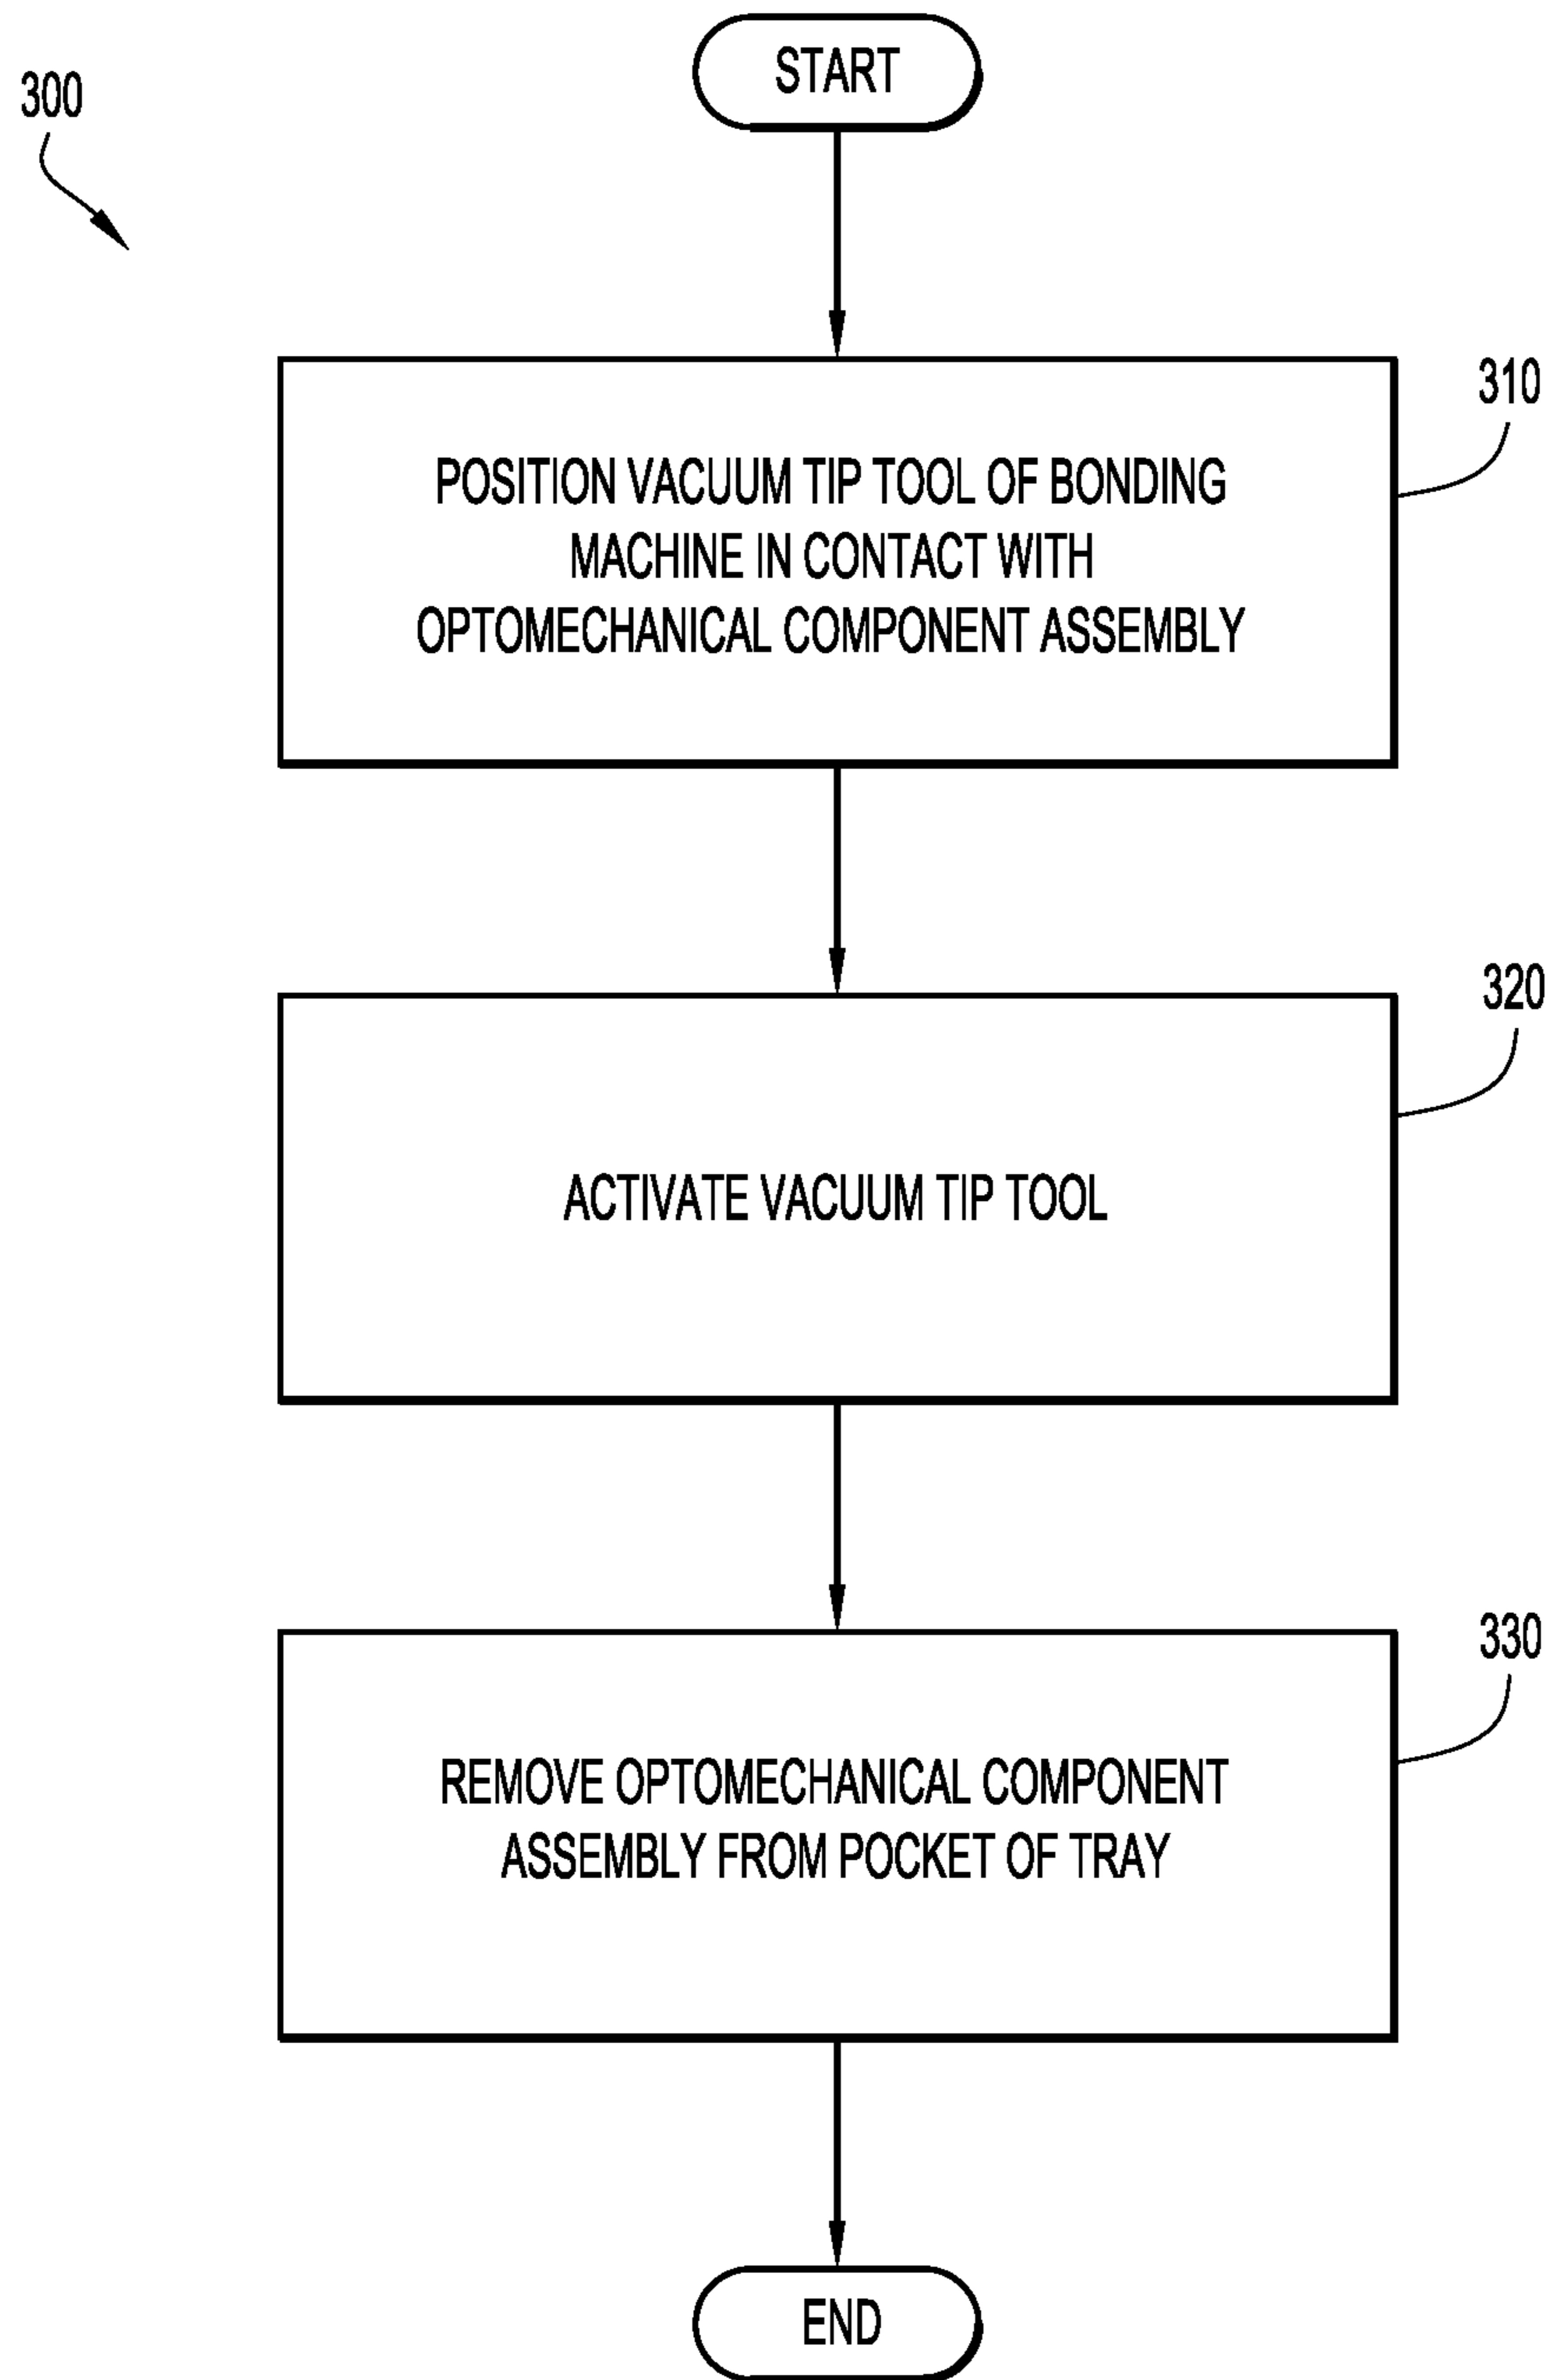 START
300
310
POSITION VACUUM TIP TOOL OF BONDING
MACHINE IN CONTACT WITH
OPTOMECHANICAL COMPONENT ASSEMBLY
320
ACTIVATE VACUUM TIP TOOL
330
REMOVE OPTOMECHANICAL COMPONENT
ASSEMBLY FROM POCKET OF TRAY
END